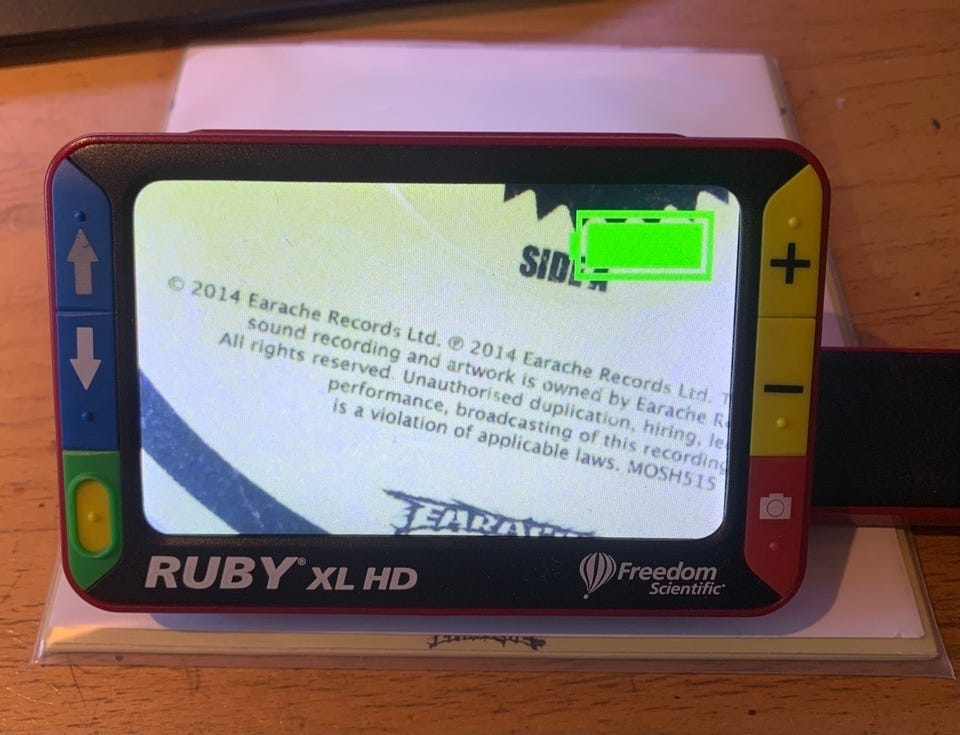 SIDE A
© 2014 Earache Records Ltd. ℗ 2014 Earache Records Ltd. T
sound recording and artwork is owned by Earache R
All rights reserved. Unauthorised duplication, hiring, le
performance, broadcasting of this recording
is a violation of applicable laws. MOSH515
EARACHE
+
−
RUBY® XL HD
Freedom
Scientific